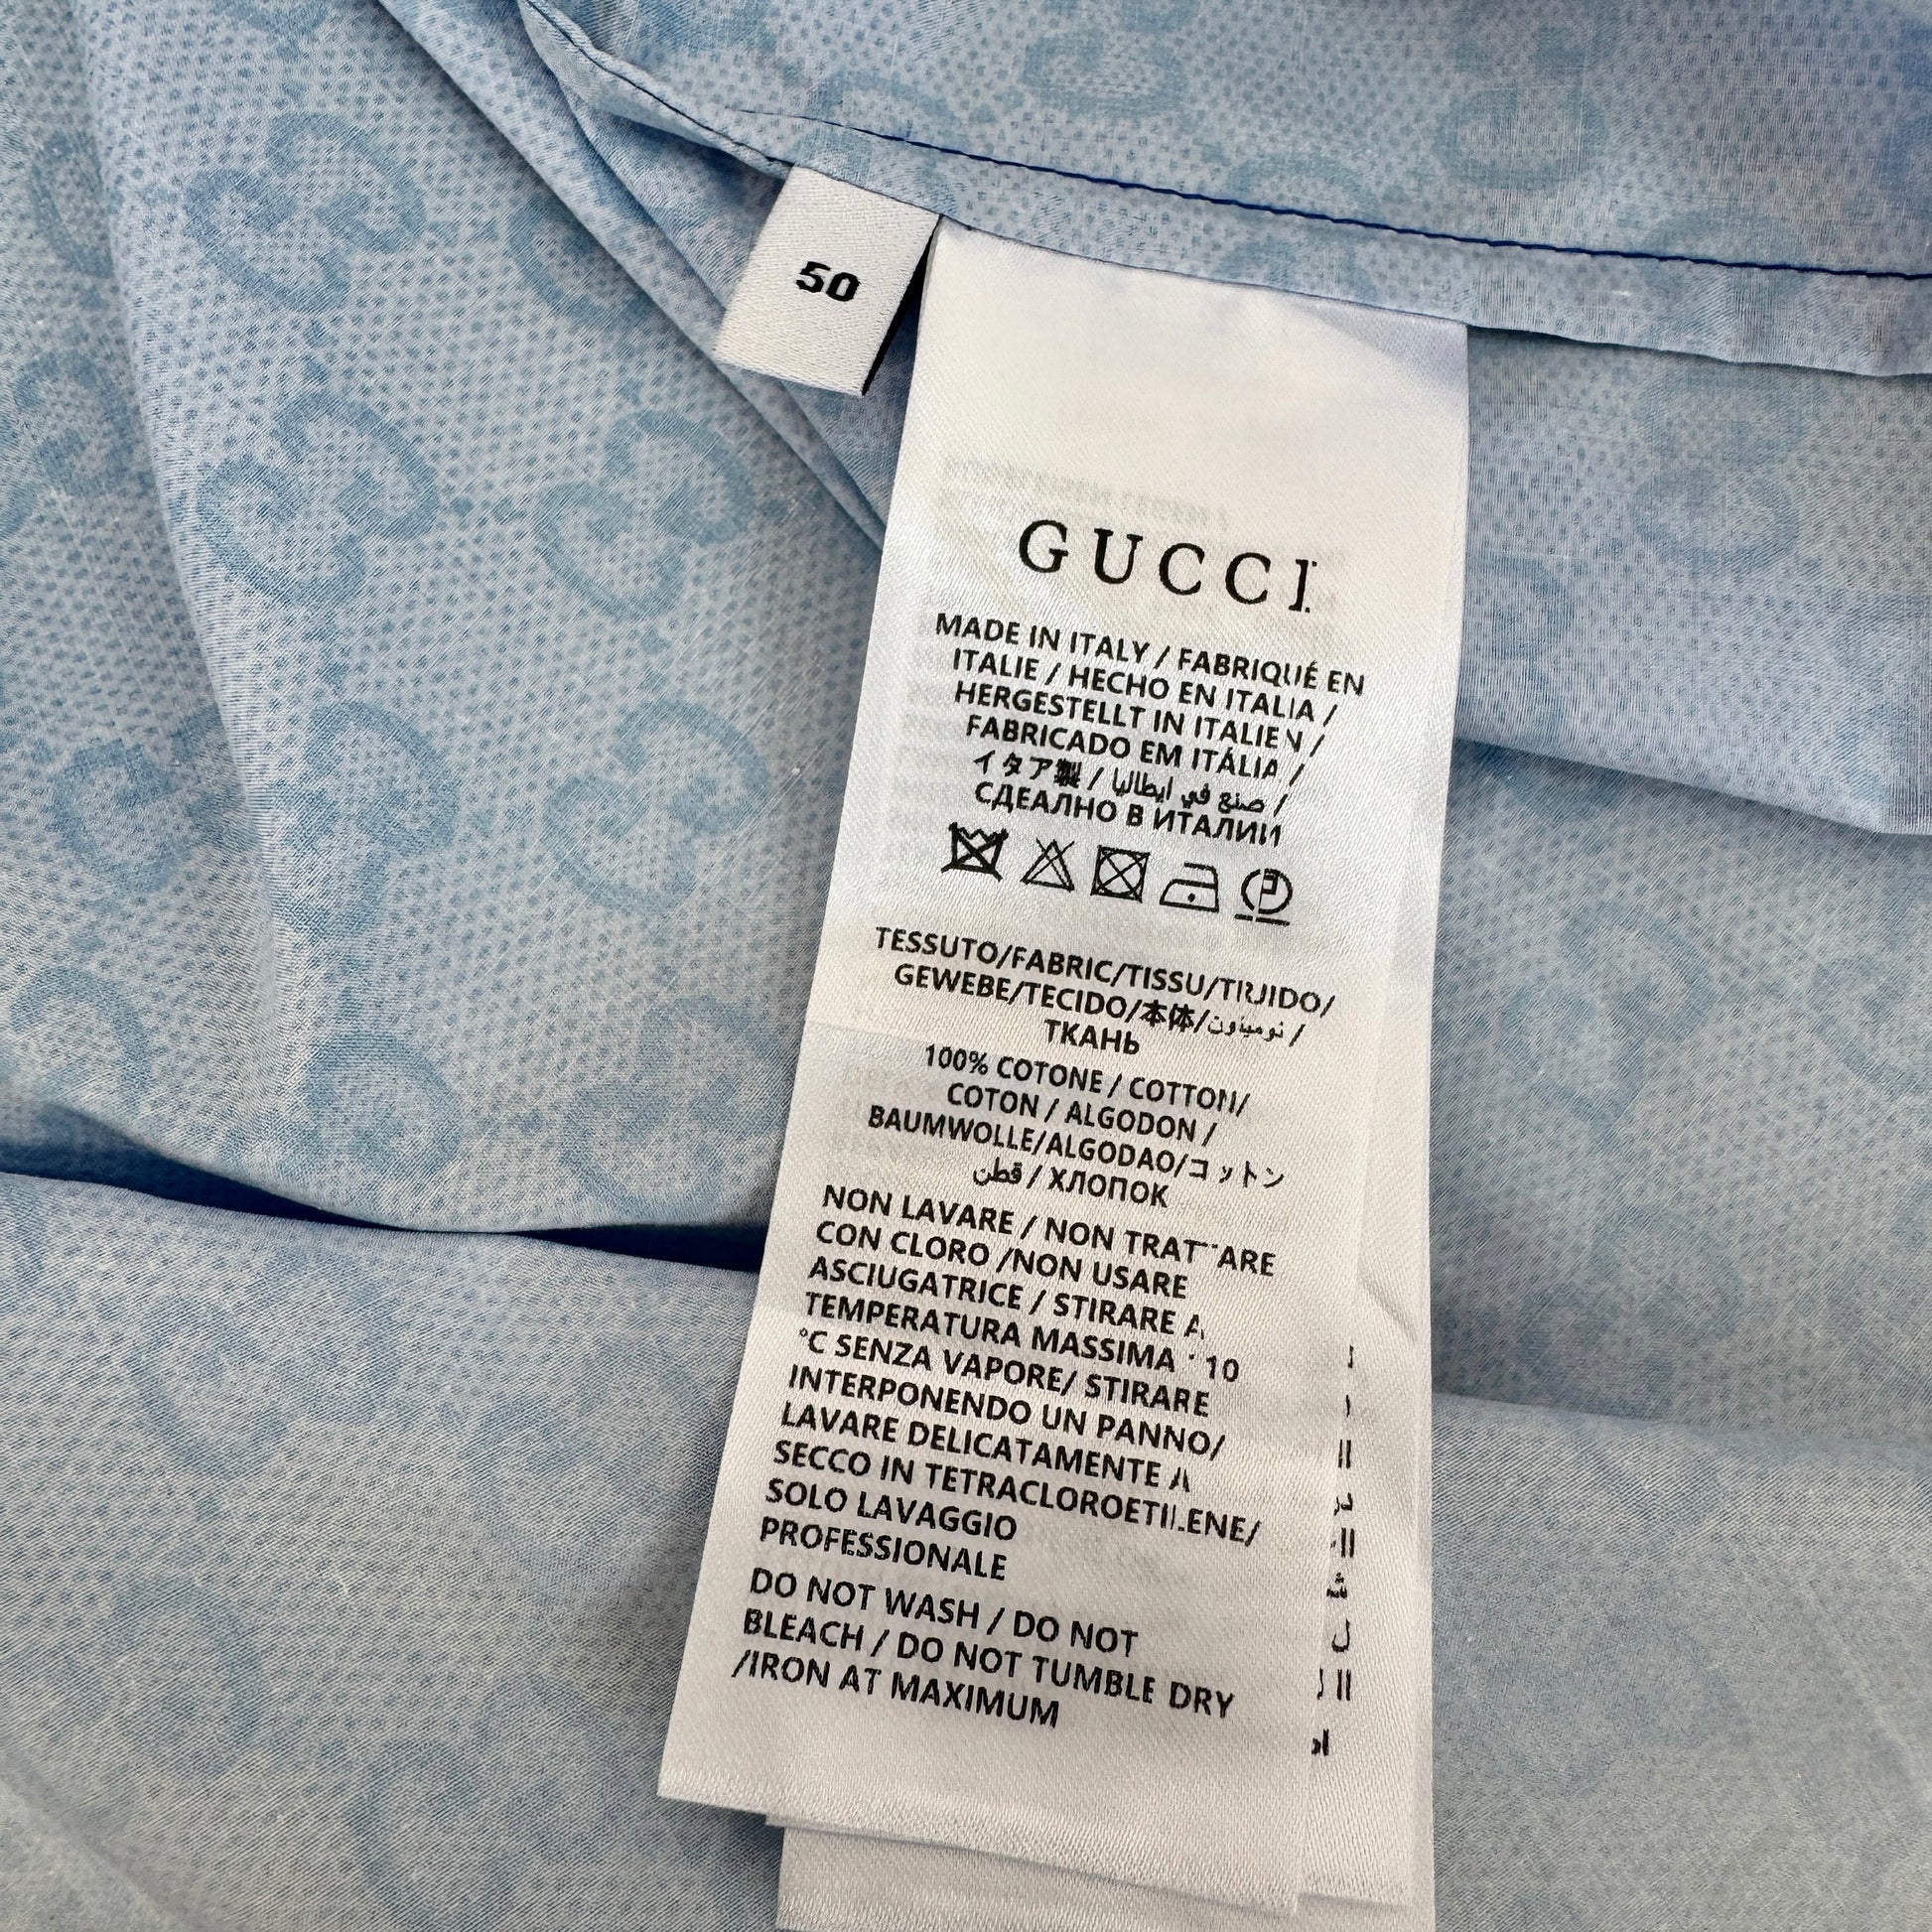 50
GUCCI
MADE IN ITALY / FABRIQUÉ EN
ITALIE / HECHO EN ITALIA /
HERGESTELLT IN ITALIEN /
FABRICADO EM ITÁLIA /
イタア製 / صنع في ايطاليا /
СДЕАЛНО В ИТАЛИИ
TESSUTO/FABRIC/TISSU/TEJIDO/
GEWEBE/TECIDO/本体/ /
ТКАНЬ
100% COTONE / COTTON/
COTON / ALGODON /
BAUMWOLLE/ALGODAO/コットン
قطن / ХЛОПОК
NON LAVARE / NON TRATTARE
CON CLORO /NON USARE
ASCIUGATRICE / STIRARE A
TEMPERATURA MASSIMA 110
°C SENZA VAPORE/ STIRARE
INTERPONENDO UN PANNO/
LAVARE DELICATAMENTE A
SECCO IN TETRACLOROETILENE/
SOLO LAVAGGIO
PROFESSIONALE
DO NOT WASH / DO NOT
BLEACH / DO NOT TUMBLE DRY
/IRON AT MAXIMUM